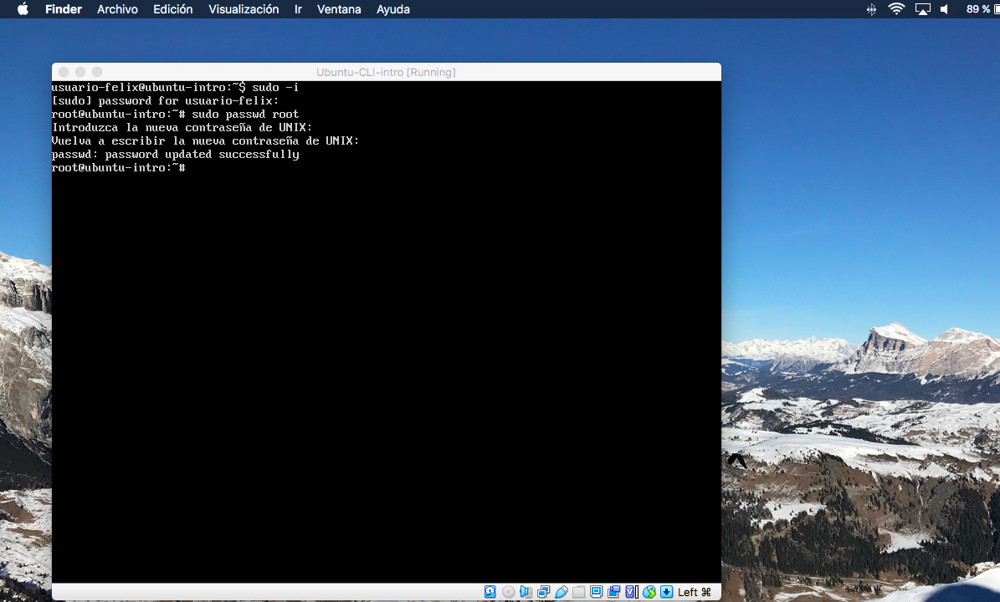 Finder Archivo Edición Visualización Ir Ventana Ayuda 89 %
Ubuntu-CLI-intro [Running]
usuario-felix@ubuntu-intro:~$ sudo -i
[sudo] password for usuario-felix:
root@ubuntu-intro:~# sudo passwd root
Introduzca la nueva contraseña de UNIX:
Vuelva a escribir la nueva contraseña de UNIX:
passwd: password updated successfully
root@ubuntu-intro:~#
Left ⌘